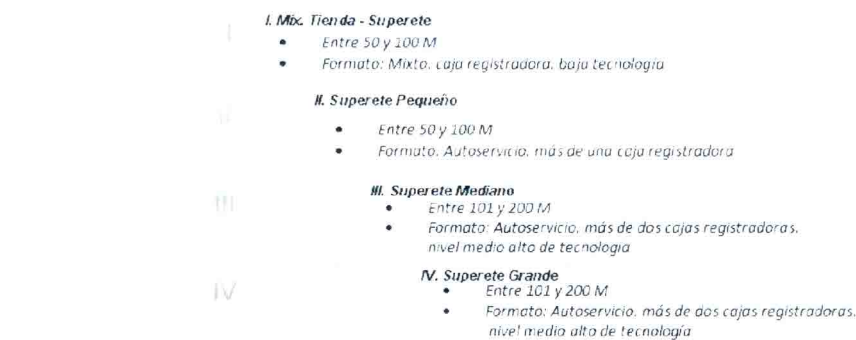 I. Mix. Tienda - Superete
I
• Entre 50 y 100 M
• Formato: Mixto, caja registradora, baja tecnología
II. Superete Pequeño
II
• Entre 50 y 100 M
• Formato. Autoservicio, más de una caja registradora
III. Superete Mediano
III
• Entre 101 y 200 M
• Formato: Autoservicio, más de dos cajas registradoras,
nivel medio alto de tecnología
IV. Superete Grande
IV
• Entre 101 y 200 M
• Formato: Autoservicio, más de dos cajas registradoras,
nivel medio alto de tecnología